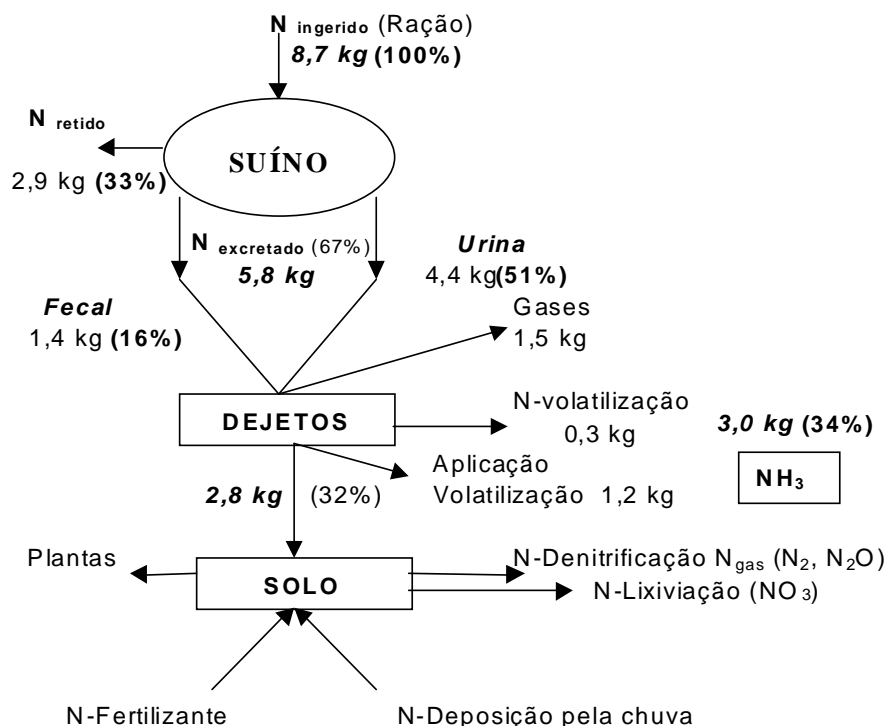 N ingerido (Ração)
8,7 kg (100%)
N retido
2,9 kg (33%)
SUÍNO
N excretado (67%)
5,8 kg
Urina
4,4 kg(51%)
Fecal
1,4 kg (16%)
Gases
1,5 kg
DEJETOS
N-volatilização
0,3 kg
3,0 kg (34%)
NH₃
Aplicação
Volatilização 1,2 kg
2,8 kg (32%)
Plantas
SOLO
N-Denitrificação Ngas (N₂, N₂O)
N-Lixiviação (NO₃)
N-Fertilizante
N-Deposição pela chuva